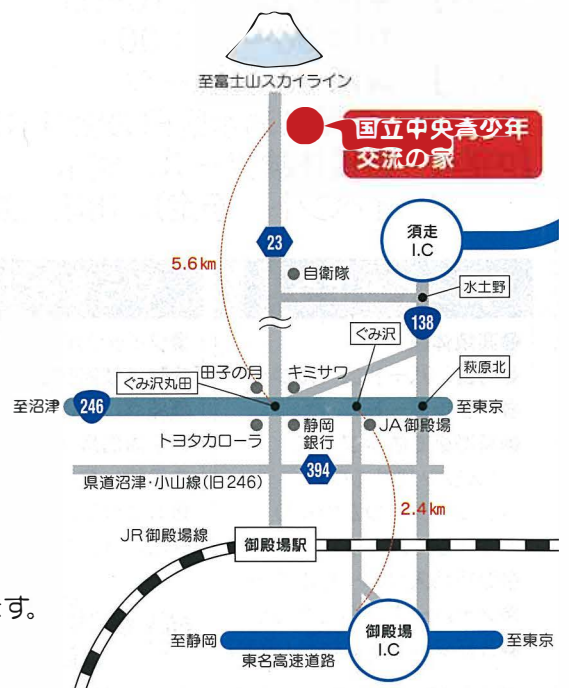 至富士山スカイライン
国立中央青少年
交流の家
須走
I.C
23
5.6km
自衛隊
水土野
138
ぐみ沢
田子の月
キミサワ
萩原北
ぐみ沢丸田
至沼津
246
至東京
トヨタカローラ
静岡
銀行
JA御殿場
394
県道沼津・小山線(旧246)
2.4km
JR御殿場線
御殿場駅
す。
御殿場
I.C
至静岡
至東京
東名高速道路